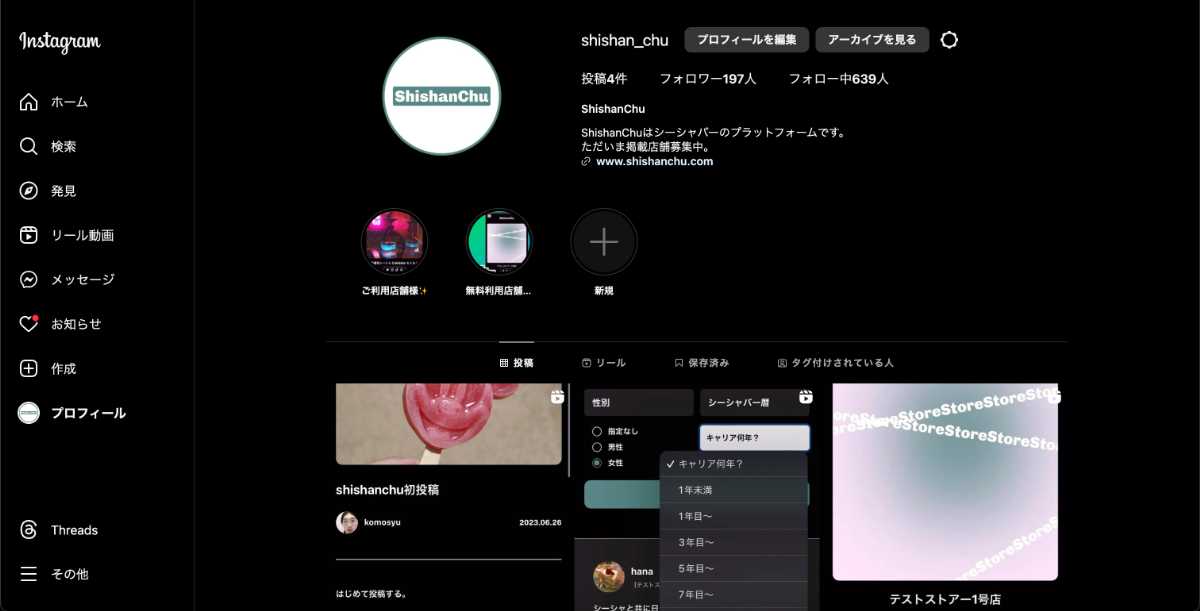 Instagram
ホーム
検索
発見
リール動画
メッセージ
お知らせ
作成
プロフィール
Threads
その他
ShishanChu
shishan_chu
プロフィールを編集
アーカイブを見る
投稿4件
フォロワー197人
フォロー中639人
ShishanChu
ShishanChuはシーシャバーのプラットフォームです。
ただいま掲載店舗募集中。
www.shishanchu.com
ご利用店舗様✨
無料利用店舗...
新規
投稿
リール
保存済み
タグ付けされている人
shishanchu初投稿
komosyu
2023.06.26
はじめて投稿する。
性別
シーシャバー暦
指定なし
男性
女性
キャリア何年？
✓ キャリア何年？
1年未満
1年目〜
3年目〜
5年目〜
7年目〜
hana
[テストス
シーシャと共に日
oreStoreStoreStoreStoreStore
reStoreStoreStoreStoreStore
StoreStoreStore
テストストアー1号店